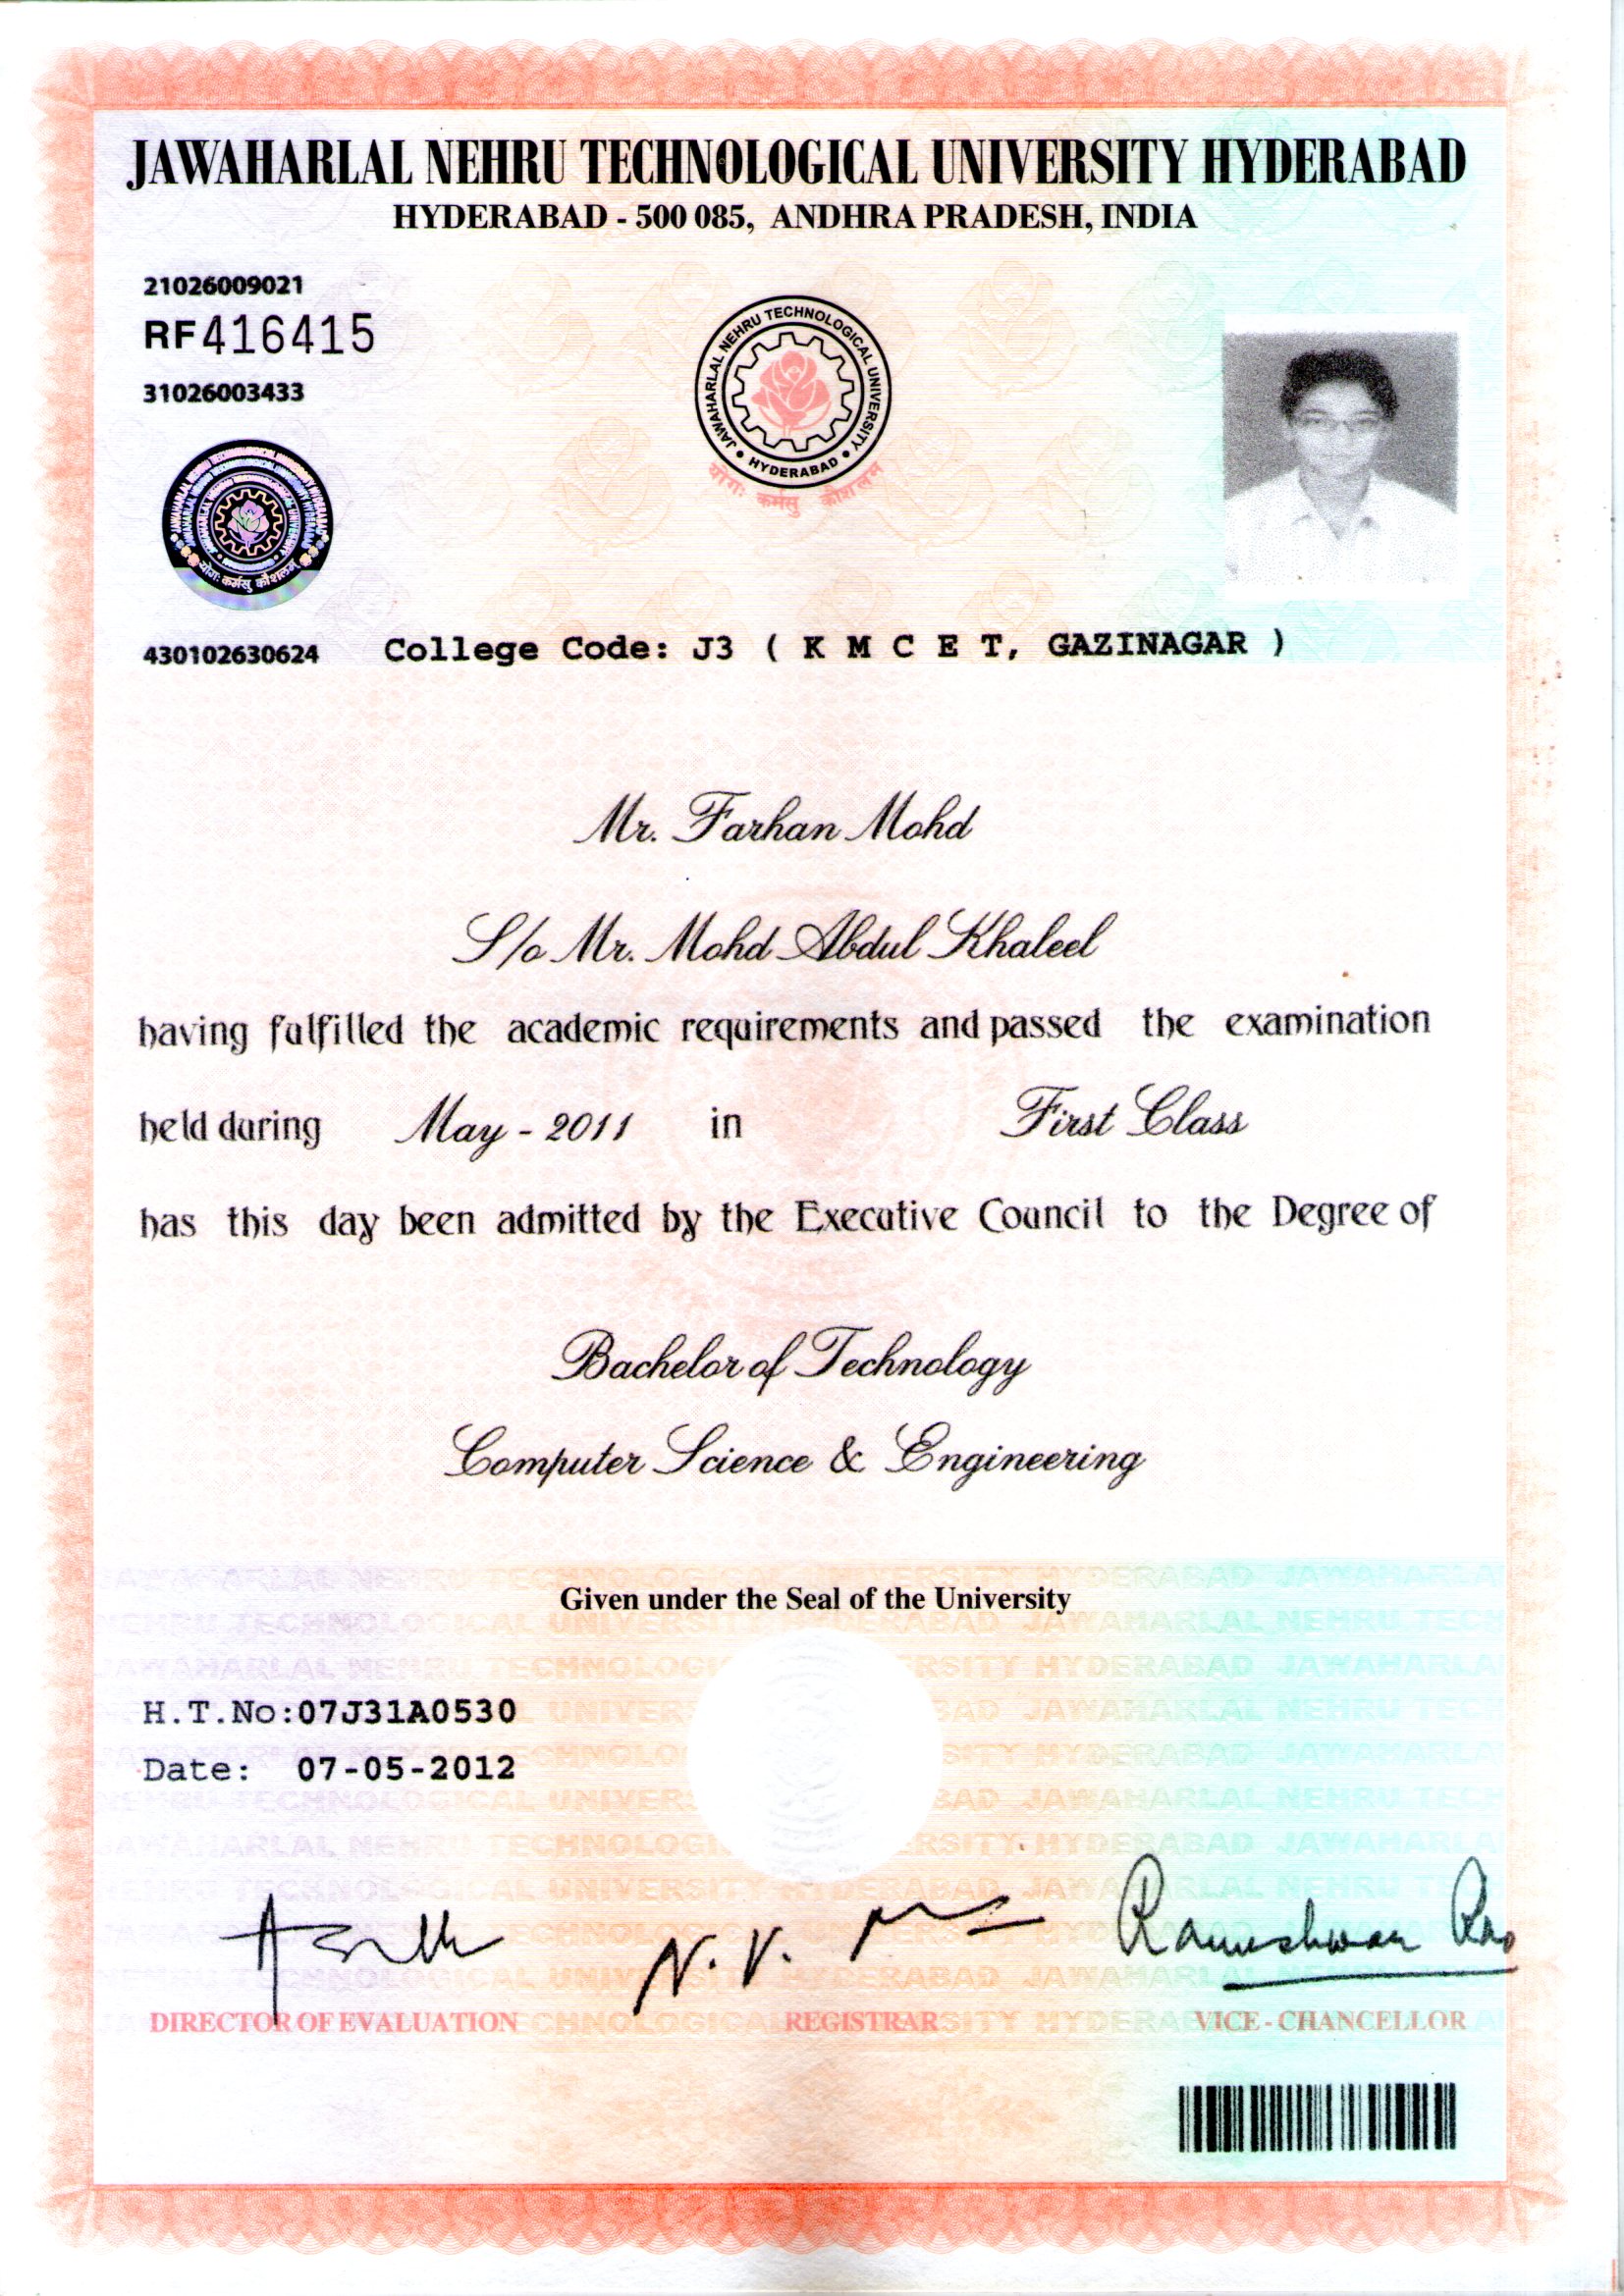 JAWAHARLAL NEHRU TECHNOLOGICAL UNIVERSITY HYDERABAD
HYDERABAD - 500 085, ANDHRA PRADESH, INDIA
21026009021
RF416415
31026003433
JAWAHARLAL NEHRU TECHNOLOGICAL UNIVERSITY • HYDERABAD •
योगः कर्मसु कौशलम्
योगः कर्मसु कौशलम्
430102630624 College Code: J3 ( K M C E T, GAZINAGAR )
Mr. Farhan Mohd
S/o Mr. Mohd Abdul Khaleel
having fulfilled the academic requirements and passed the examination
held during May - 2011 in First Class
has this day been admitted by the Executive Council to the Degree of
Bachelor of Technology
Computer Science & Engineering
Given under the Seal of the University
H.T.No:07J31A0530
Date: 07-05-2012
N. V. Rameshwar Rao
DIRECTOR OF EVALUATION REGISTRAR VICE - CHANCELLOR